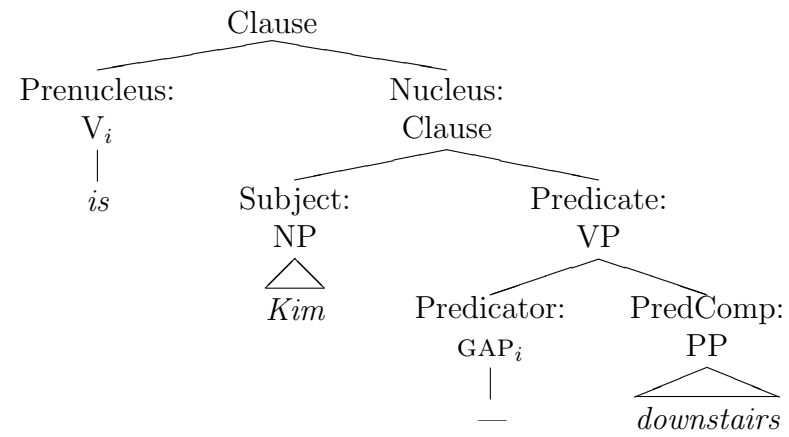 Clause
Prenucleus: Nucleus:
V_i Clause
is Subject: Predicate:
NP VP
Kim Predicator: PredComp:
GAP_i PP
— downstairs